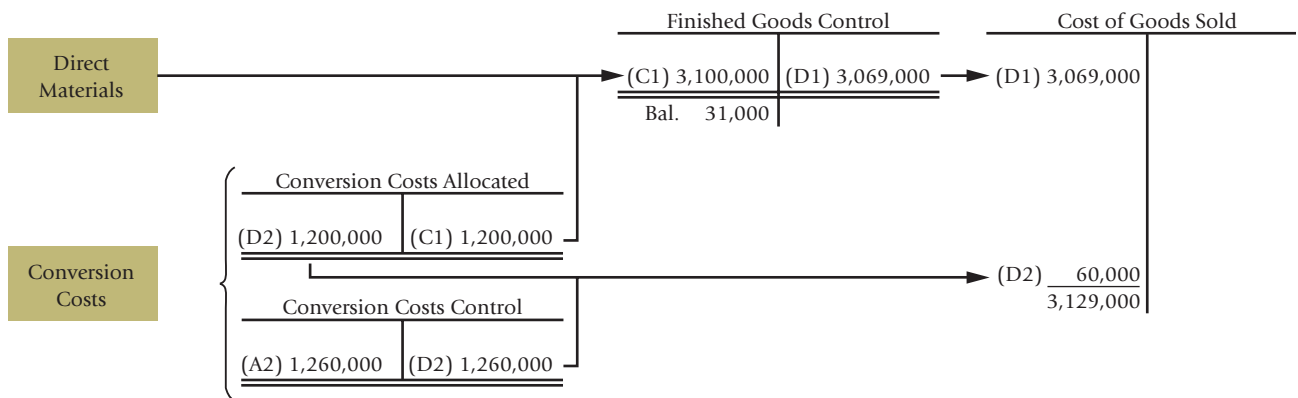 Finished Goods Control
Cost of Goods Sold
Direct
Materials
(C1) 3,100,000 (D1) 3,069,000 (D1) 3,069,000
Bal. 31,000
Conversion Costs Allocated
(D2) 1,200,000 (C1) 1,200,000
Conversion
Costs
(D2) 60,000
3,129,000
Conversion Costs Control
(A2) 1,260,000 (D2) 1,260,000